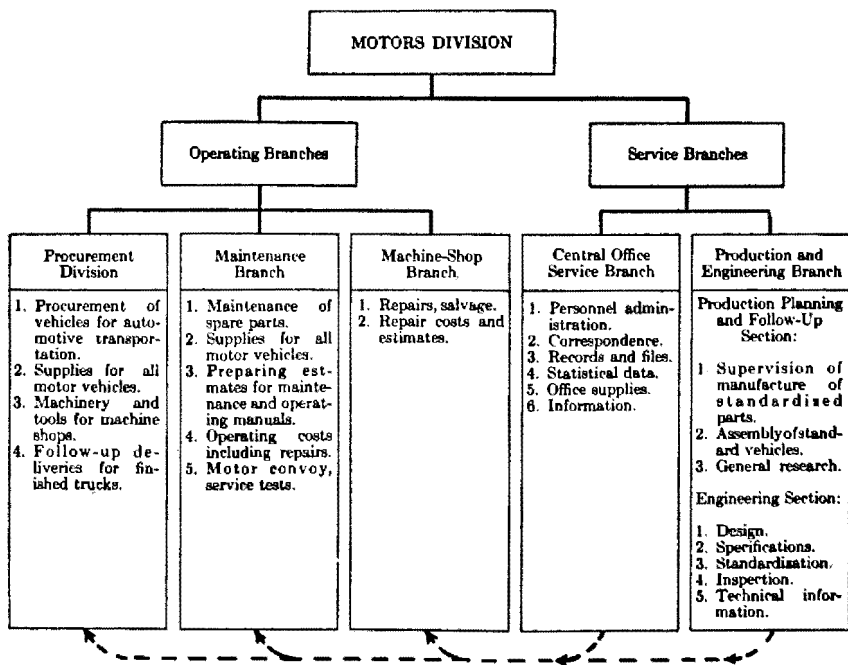 MOTORS DIVISION
Operating Branches
Service Branches
Procurement
Division
1. Procurement of
vehicles for auto-
motive transpor-
tation.
2. Supplies for all
motor vehicles.
3. Machinery and
tools for machine
shops.
4. Follow-up de-
liveries for fin-
ished trucks.
Maintenance
Branch
1. Maintenance of
spare parts.
2. Supplies for all
motor vehicles.
3. Preparing esti-
mates for mainte-
nance and operat-
ing manuals.
4. Operating costs
including repairs.
5. Motor convoy,
service tests.
Machine-Shop
Branch.
1. Repairs, salvage.
2. Repair costs and
estimates.
Central Office
Service Branch
1. Personnel admin-
istration.
2. Correspondence.
3. Records and files.
4. Statistical data.
5. Office supplies.
6. Information.
Production and
Engineering Branch
Production Planning
and Follow-Up
Section:
1 Supervision of
manufacture of
standardized
parts.
2. Assembly of stand-
ard vehicles.
3. General research.
Engineering Section:
1. Design.
2. Specifications.
3. Standardization.
4. Inspection.
5. Technical infor-
mation.